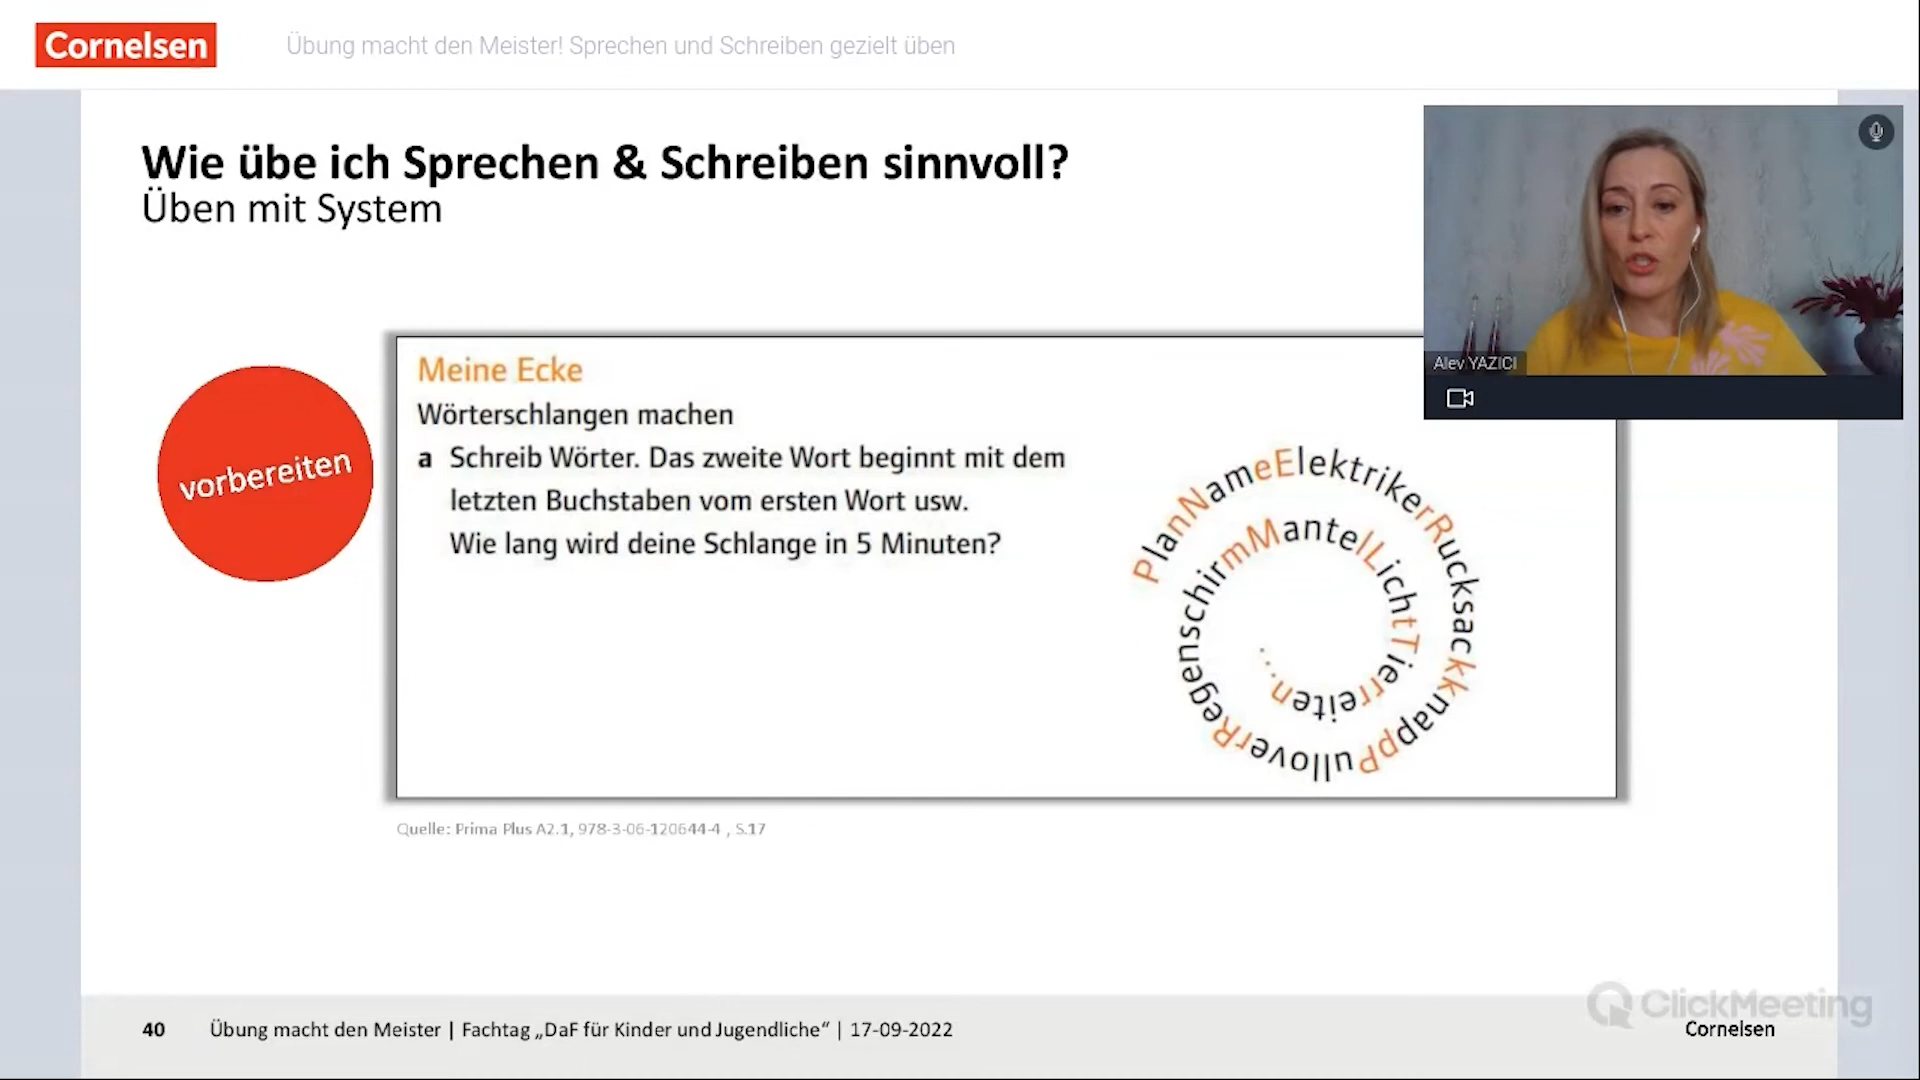 Cornelsen
Übung macht den Meister! Sprechen und Schreiben gezielt üben
Wie übe ich Sprechen & Schreiben sinnvoll?
Üben mit System
Alev YAZICI
vorbereiten
Meine Ecke
Wörterschlangen machen
a Schreib Wörter. Das zweite Wort beginnt mit dem
letzten Buchstaben vom ersten Wort usw.
Wie lang wird deine Schlange in 5 Minuten?
PlanNameElektrikerRucksackknappPulloverRegenschirmMantelLichtTierreiten...
Quelle: Prima Plus A2.1, 978-3-06-120644-4 , S.17
ClickMeeting
40 Übung macht den Meister | Fachtag „DaF für Kinder und Jugendliche“ | 17-09-2022
Cornelsen